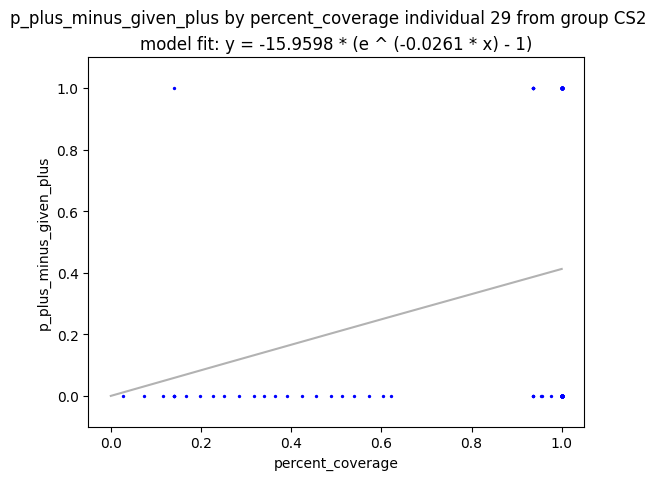 p_plus_minus_given_plus by percent_coverage individual 29 from group CS2
model fit: y = -15.9598 * (e ^ (-0.0261 * x) - 1)
1.0
0.8
0.6
0.4
0.2
0.0
p_plus_minus_given_plus
0.0 0.2 0.4 0.6 0.8 1.0
percent_coverage